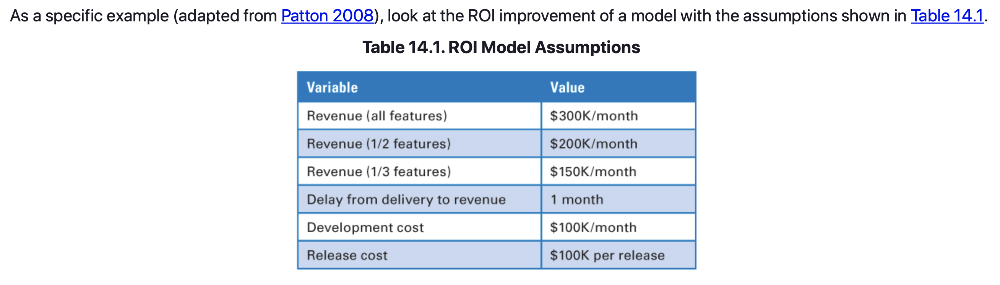 As a specific example (adapted from Patton 2008), look at the ROI improvement of a model with the assumptions shown in Table 14.1.
Table 14.1. ROI Model Assumptions
Variable Value
Revenue (all features) $300K/month
Revenue (1/2 features) $200K/month
Revenue (1/3 features) $150K/month
Delay from delivery to revenue 1 month
Development cost $100K/month
Release cost $100K per release